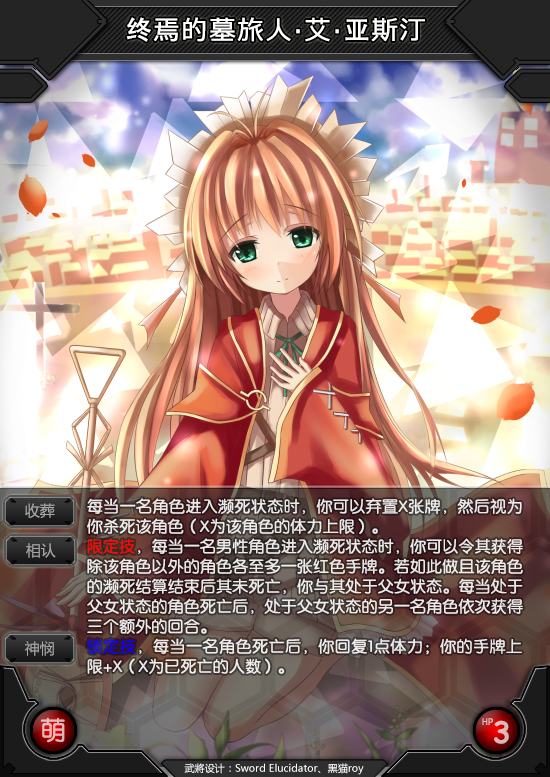 终焉的墓旅人·艾·亚斯汀
收葬
每当一名角色进入濒死状态时，你可以弃置X张牌，然后视为
你杀死该角色（X为该角色的体力上限）。
相认
限定技，每当一名男性角色进入濒死状态时，你可以令其获得
除该角色以外的角色各至多一张红色手牌。若如此做且该角色
的濒死结算结束后其未死亡，你与其处于父女状态。每当处于
父女状态的角色死亡后，处于父女状态的另一名角色依次获得
三个额外的回合。
神悯
锁定技，每当一名角色死亡后，你回复1点体力；你的手牌上
限+X（X为已死亡的人数）。
萌
HP 3
武将设计：Sword Elucidator、黑猫roy